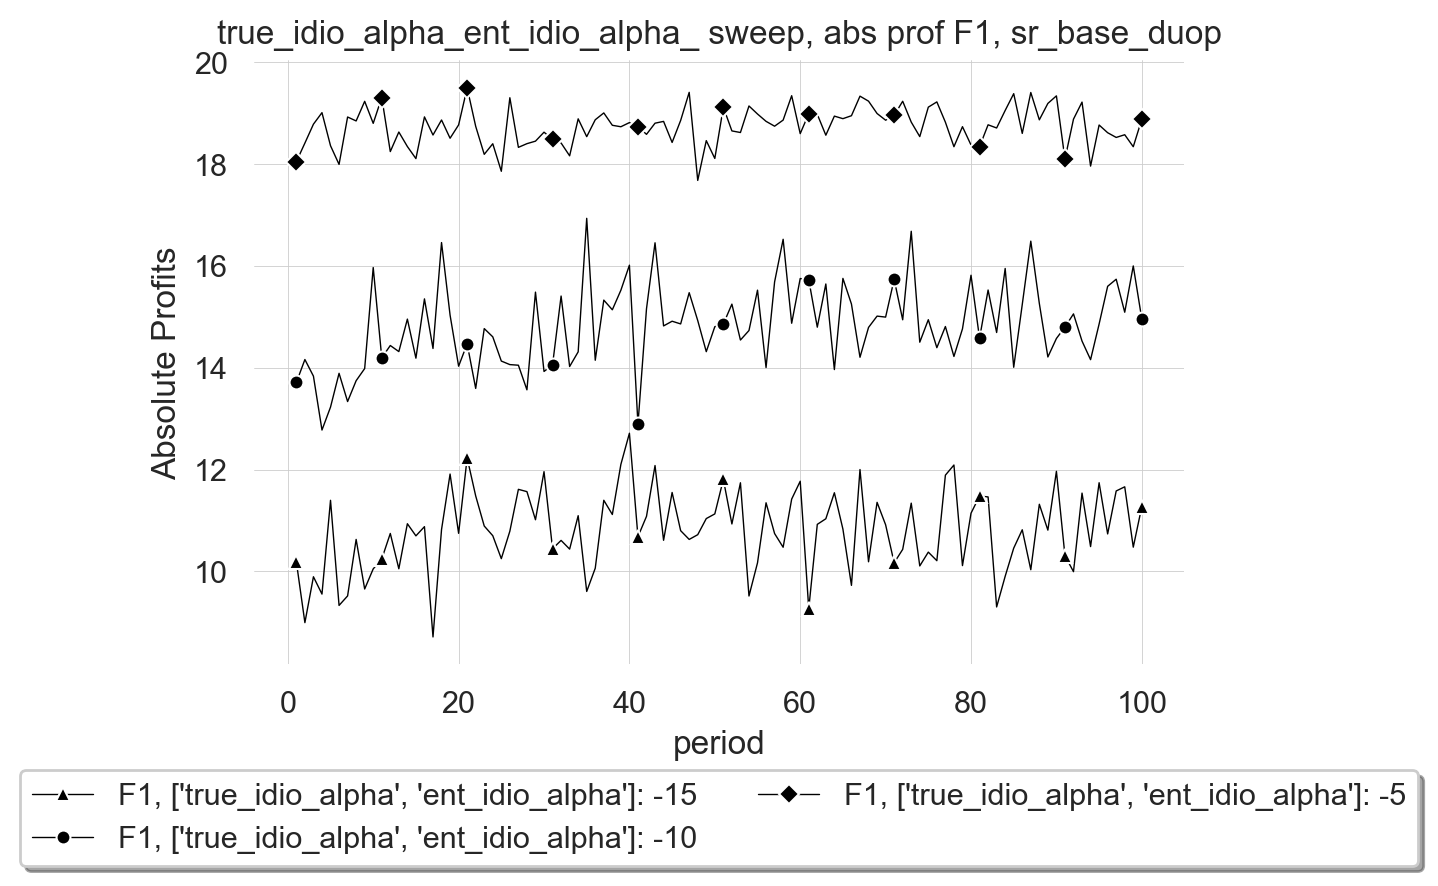 true_idio_alpha_ent_idio_alpha_ sweep, abs prof F1, sr_base_duop
20
18
16
14
12
10
Absolute Profits
0 20 40 60 80 100
period
F1, ['true_idio_alpha', 'ent_idio_alpha']: -15
F1, ['true_idio_alpha', 'ent_idio_alpha']: -10
F1, ['true_idio_alpha', 'ent_idio_alpha']: -5